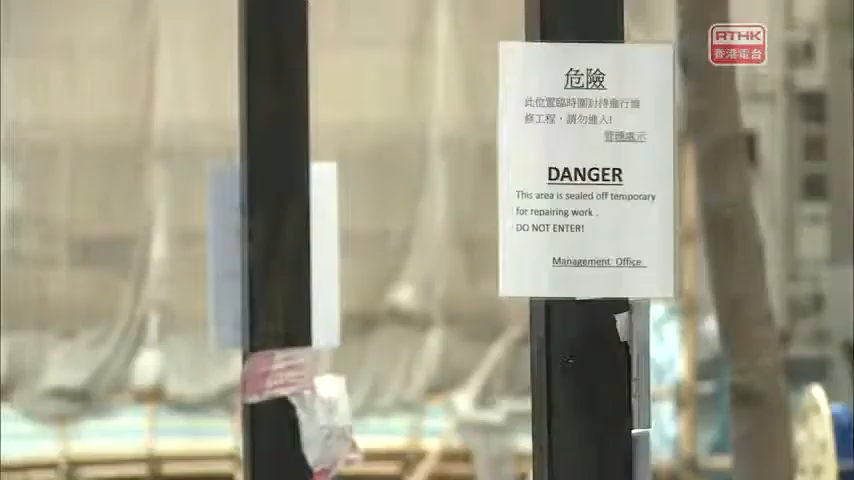 RTHK
香港電台
危險
此位置臨時圍封待進行維
修工程，請勿進入!
管理處示
DANGER
This area is sealed off temporary
for repairing work .
DO NOT ENTER!
Management Office